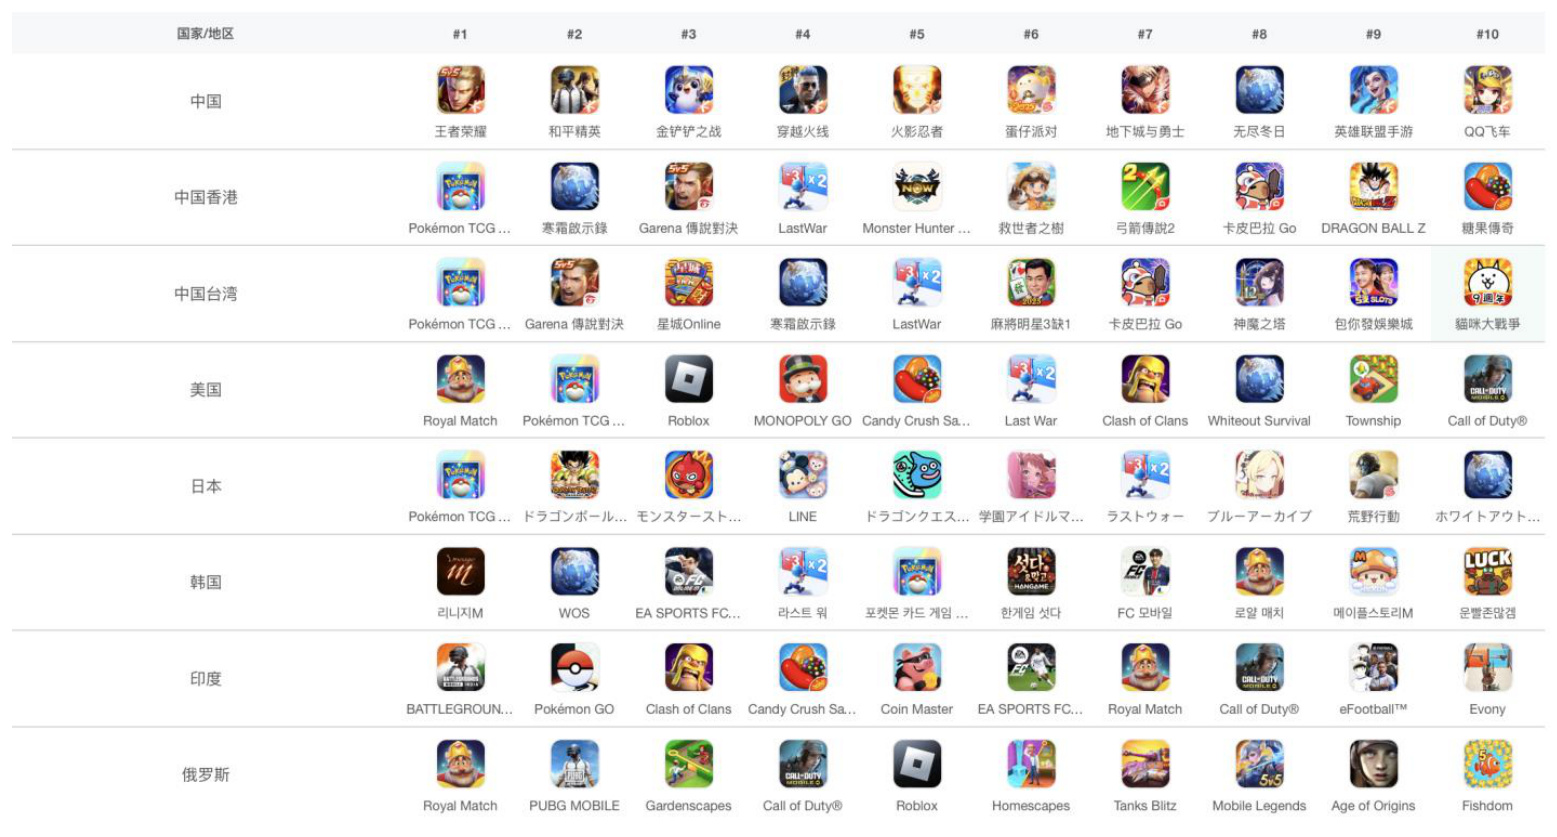 国家/地区 #1 #2 #3 #4 #5 #6 #7 #8 #9 #10
中国
王者荣耀 和平精英 金铲铲之战 穿越火线 火影忍者 蛋仔派对 地下城与勇士 无尽冬日 英雄联盟手游 QQ飞车
中国香港
Pokémon TCG ... 寒霜啟示錄 Garena 傳說對決 LastWar Monster Hunter ... 救世者之樹 弓箭傳說2 卡皮巴拉 Go DRAGON BALL Z 糖果傳奇
中国台湾
Pokémon TCG ... Garena 傳說對決 星城Online 寒霜啟示錄 LastWar 麻將明星3缺1 卡皮巴拉 Go 神魔之塔 包你發娛樂城 貓咪大戰爭
美国
Royal Match Pokémon TCG ... Roblox MONOPOLY GO Candy Crush Sa... Last War Clash of Clans Whiteout Survival Township Call of Duty®
日本
Pokémon TCG ... ドラゴンボール... モンスタースト... LINE ドラゴンクエス... 学園アイドルマ... ラストウォー ブルーアーカイブ 荒野行動 ホワイトアウト...
韩国
리니지M WOS EA SPORTS FC... 라스트 워 포켓몬 카드 게임 ... 한게임 섯다 FC 모바일 로얄 매치 메이플스토리M 운빨존많겜
印度
BATTLEGROUN... Pokémon GO Clash of Clans Candy Crush Sa... Coin Master EA SPORTS FC... Royal Match Call of Duty® eFootball™ Evony
俄罗斯
Royal Match PUBG MOBILE Gardenscapes Call of Duty® Roblox Homescapes Tanks Blitz Mobile Legends Age of Origins Fishdom